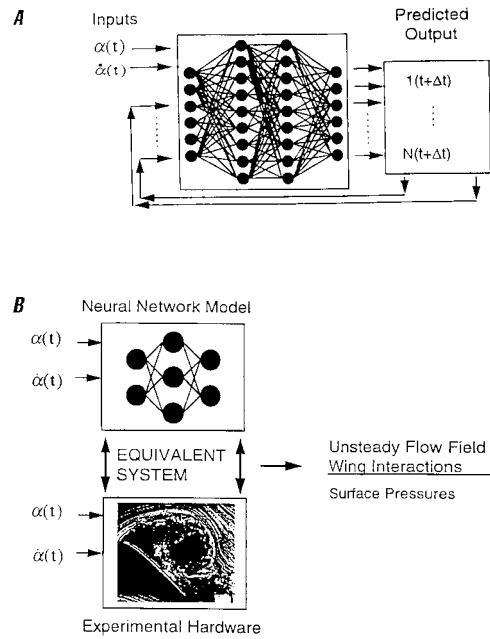 A
Inputs
Predicted
Output
α(t)
α̇(t)
1(t+Δt)
N(t+Δt)
B
Neural Network Model
α(t)
α̇(t)
EQUIVALENT
SYSTEM
Unsteady Flow Field
Wing Interactions
Surface Pressures
α(t)
α̇(t)
Experimental Hardware